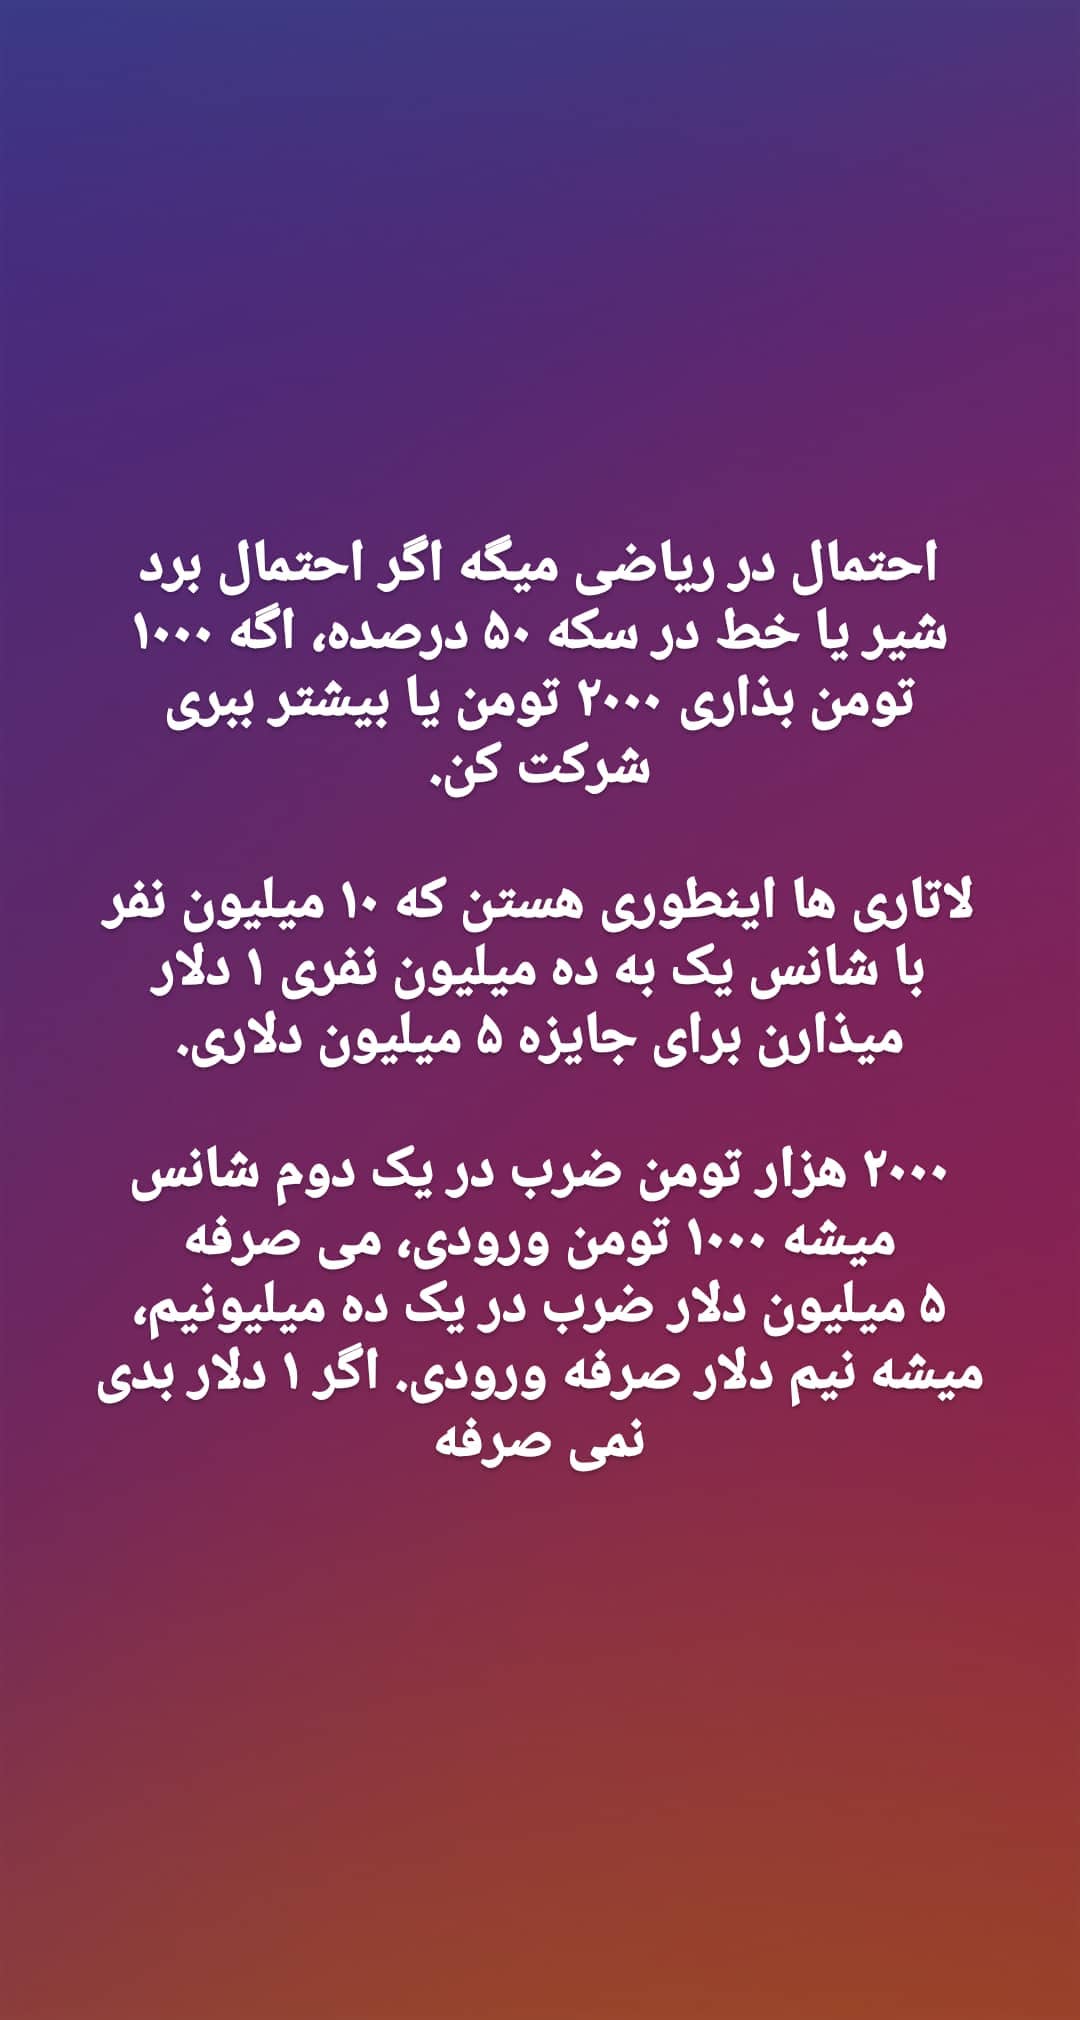 احتمال در ریاضی میگه اگر احتمال برد
شیر یا خط در سکه ۵۰ درصده، اگه ۱۰۰۰
تومن بذاری ۲۰۰۰ تومن یا بیشتر ببری
شرکت کن.
لاتاری ها اینطوری هستن که ۱۰ میلیون نفر
با شانس یک به ده میلیون نفری ۱ دلار
میذارن برای جایزه ۵ میلیون دلاری.
۲۰۰۰ هزار تومن ضرب در یک دوم شانس
میشه ۱۰۰۰ تومن ورودی، می صرفه
۵ میلیون دلار ضرب در یک ده میلیونیم،
میشه نیم دلار صرفه ورودی. اگر ۱ دلار بدی
نمی صرفه